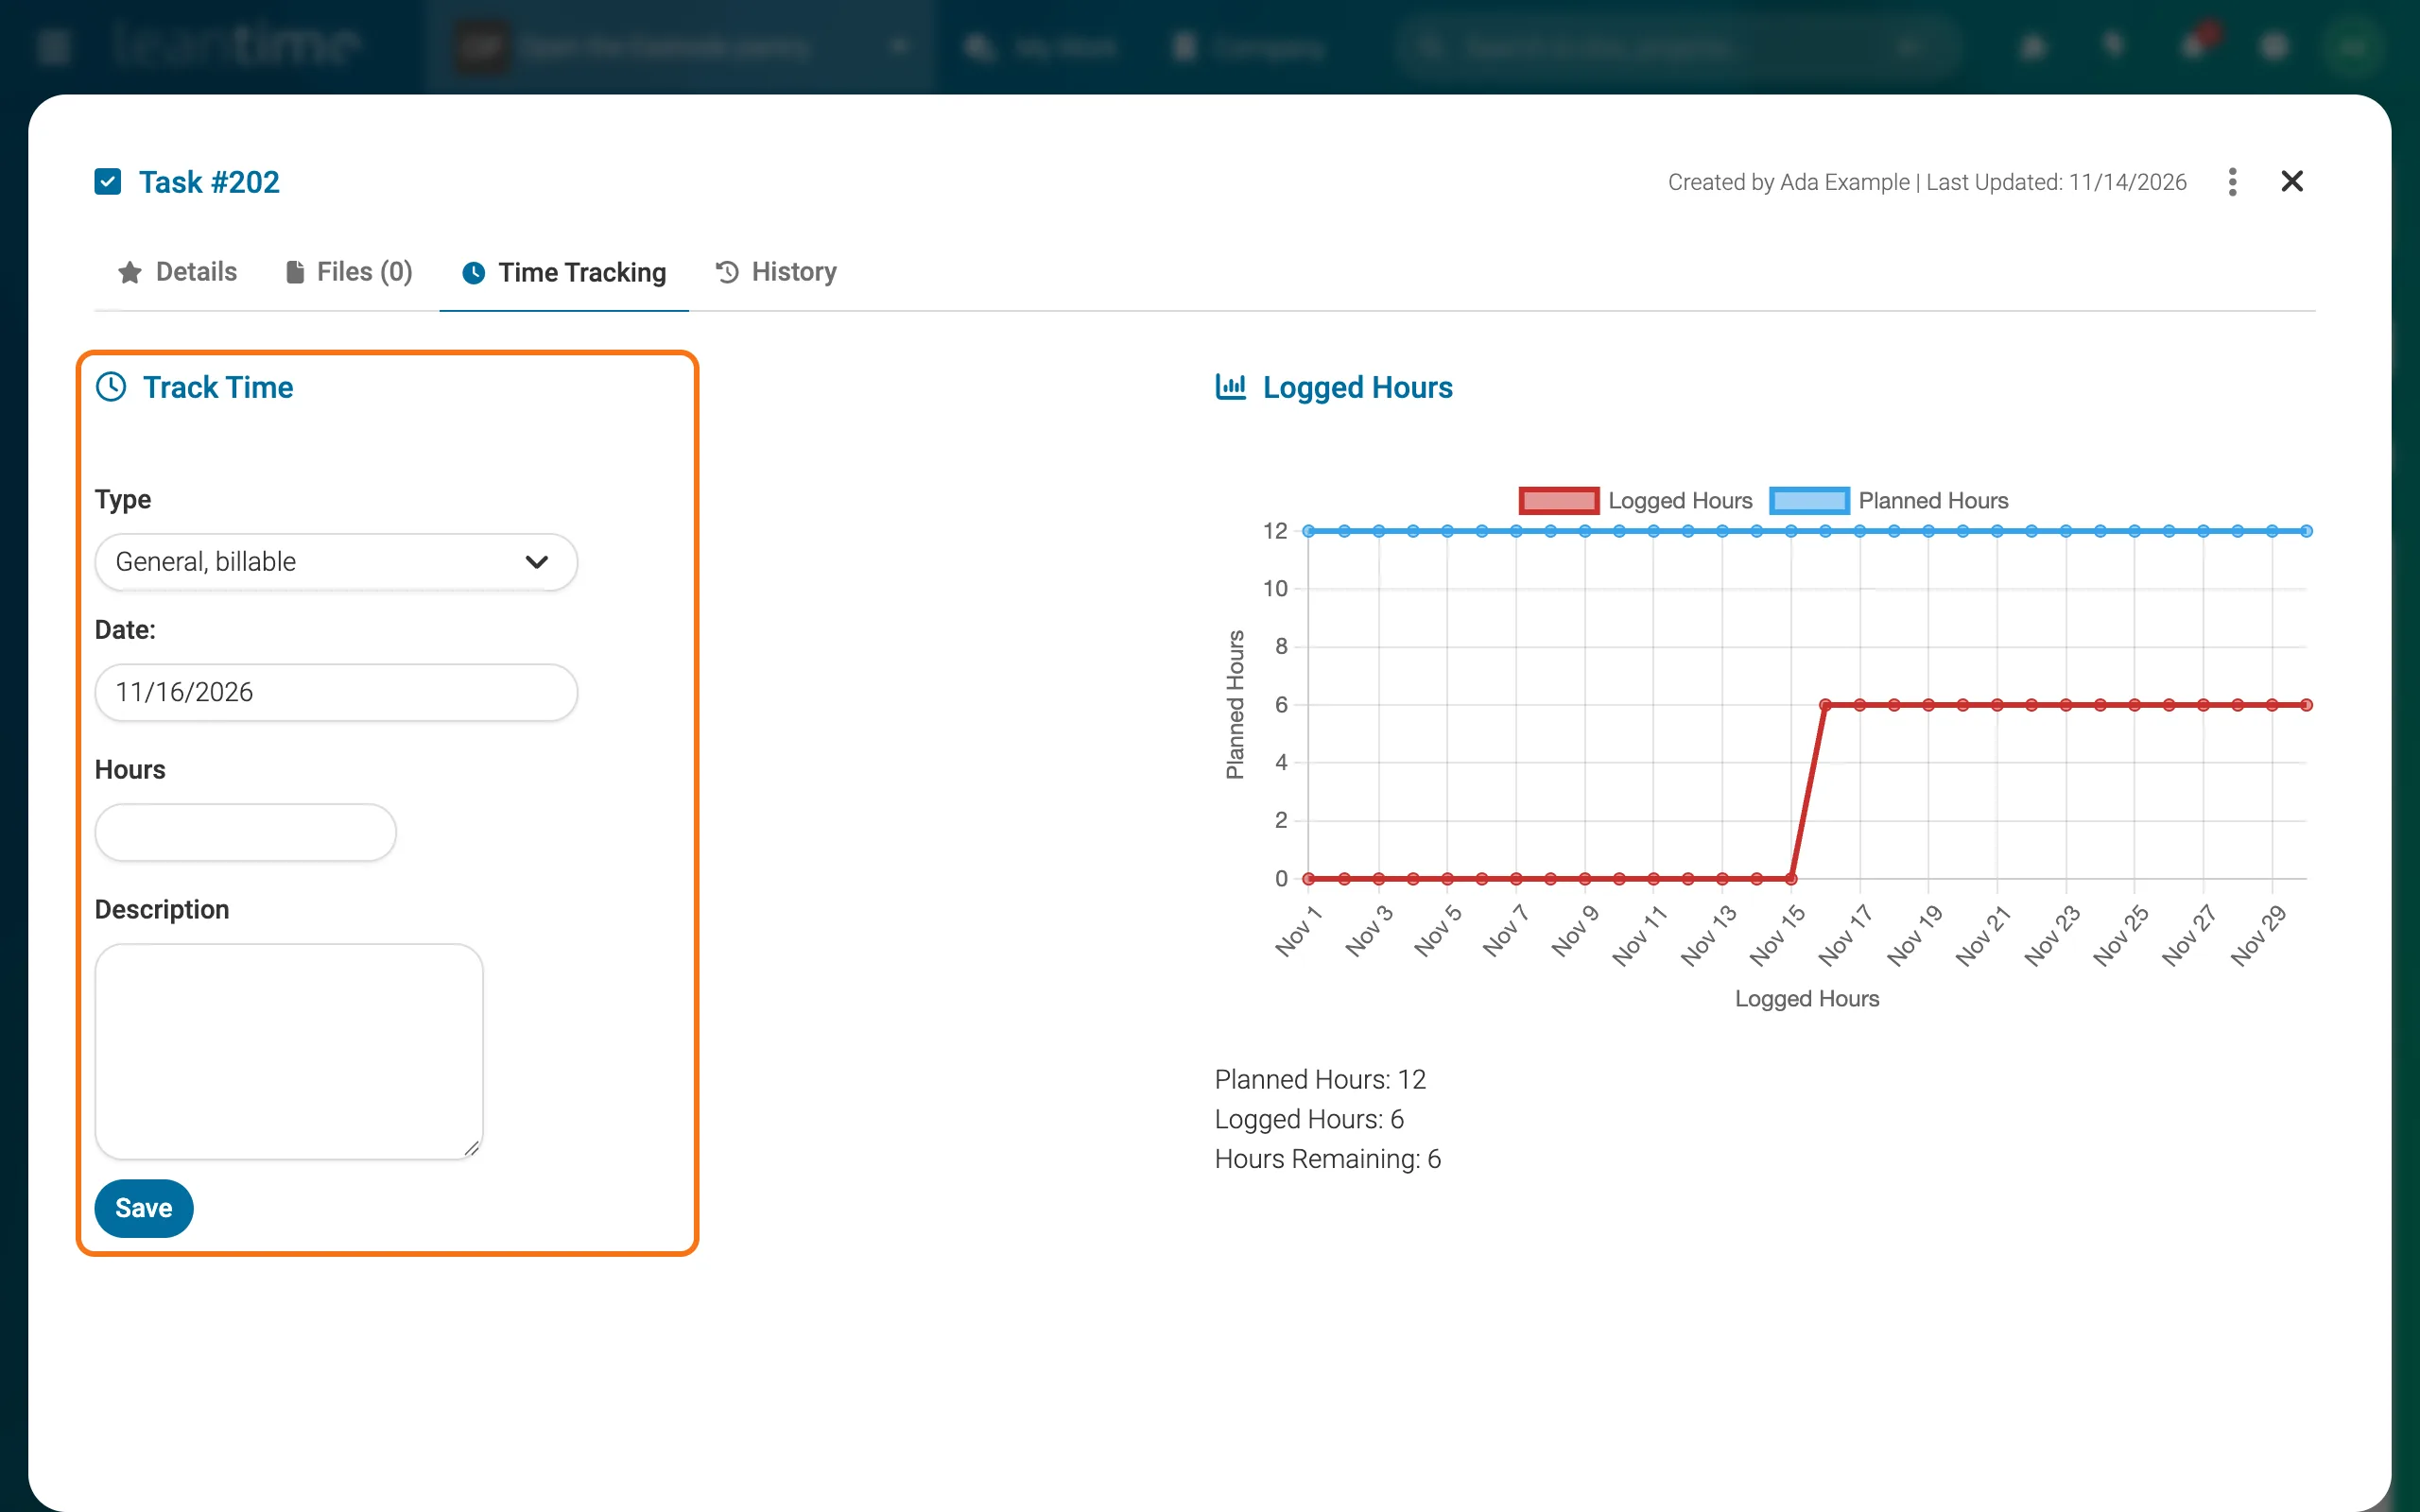 leantime
My Work
Company
Task #202
Created by Ada Example | Last Updated: 11/14/2026
Details
Files (0)
Time Tracking
History
Track Time
Type
General, billable
Date:
11/16/2026
Hours
Description
Save
Logged Hours
Logged Hours
Planned Hours
12
10
8
6
4
2
0
Planned Hours
Nov 1
Nov 3
Nov 5
Nov 7
Nov 9
Nov 11
Nov 13
Nov 15
Nov 17
Nov 19
Nov 21
Nov 23
Nov 25
Nov 27
Nov 29
Logged Hours
Planned Hours: 12
Logged Hours: 6
Hours Remaining: 6